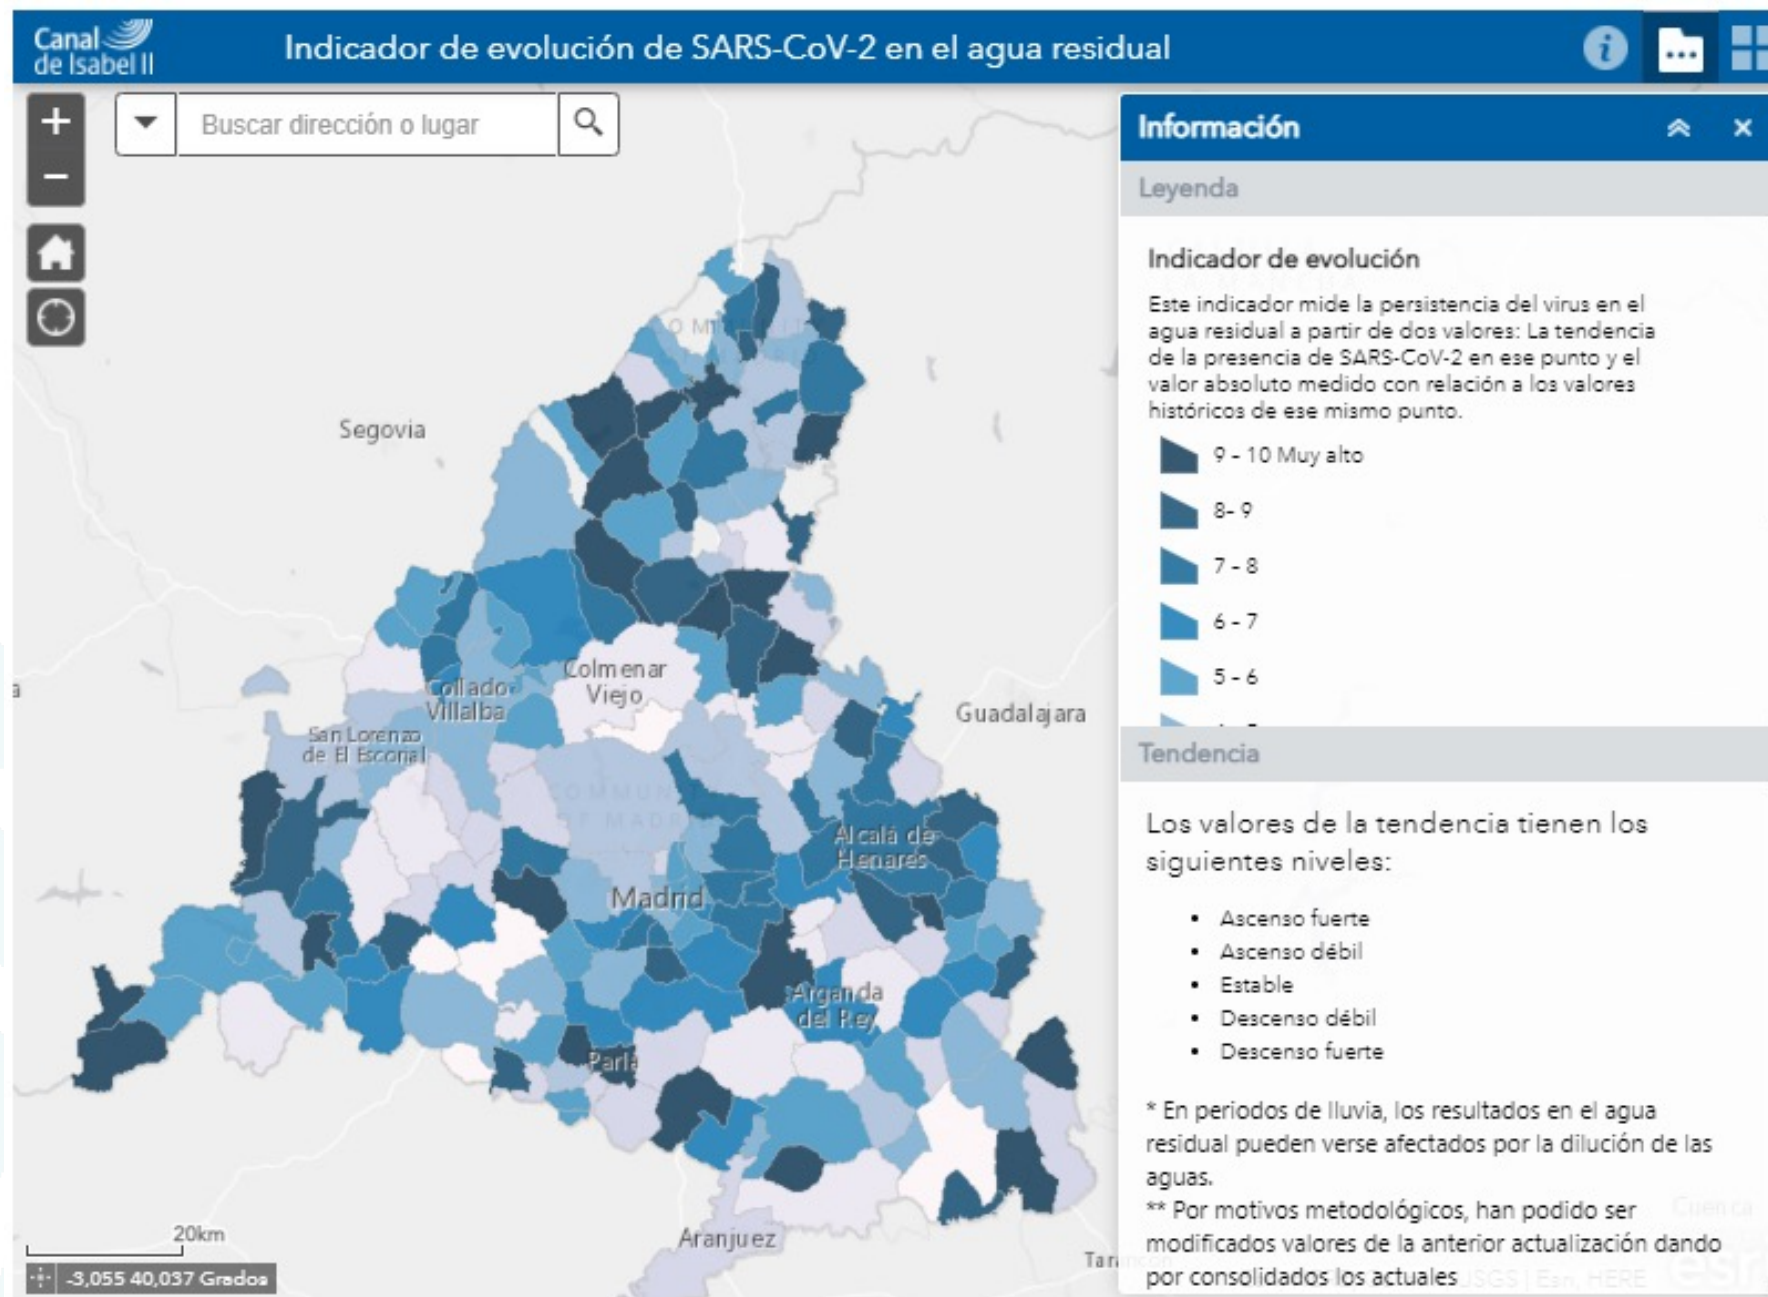 Canal
de Isabel II
Indicador de evolución de SARS-CoV-2 en el agua residual
Buscar dirección o lugar
Información
Leyenda
Indicador de evolución
Este indicador mide la persistencia del virus en el
agua residual a partir de dos valores: La tendencia
de la presencia de SARS-CoV-2 en ese punto y el
valor absoluto medido con relación a los valores
históricos de ese mismo punto.
9 - 10 Muy alto
8- 9
7 - 8
6 - 7
5 - 6
Tendencia
Los valores de la tendencia tienen los
siguientes niveles:
• Ascenso fuerte
• Ascenso débil
• Estable
• Descenso débil
• Descenso fuerte
* En periodos de lluvia, los resultados en el agua
residual pueden verse afectados por la dilución de las
aguas.
** Por motivos metodológicos, han podido ser
modificados valores de la anterior actualización dando
por consolidados los actuales
Segovia
Colmenar
Viejo
Collado-
Villalba
San Lorenzo
de El Escorial
Guadalajara
OF MADRID
Alcalá de
Henares
Madrid
Arganda
del Rey
Parla
Aranjuez
Cuenca
USGS | Esri, HERE
esri
20km
-3,055 40,037 Grados